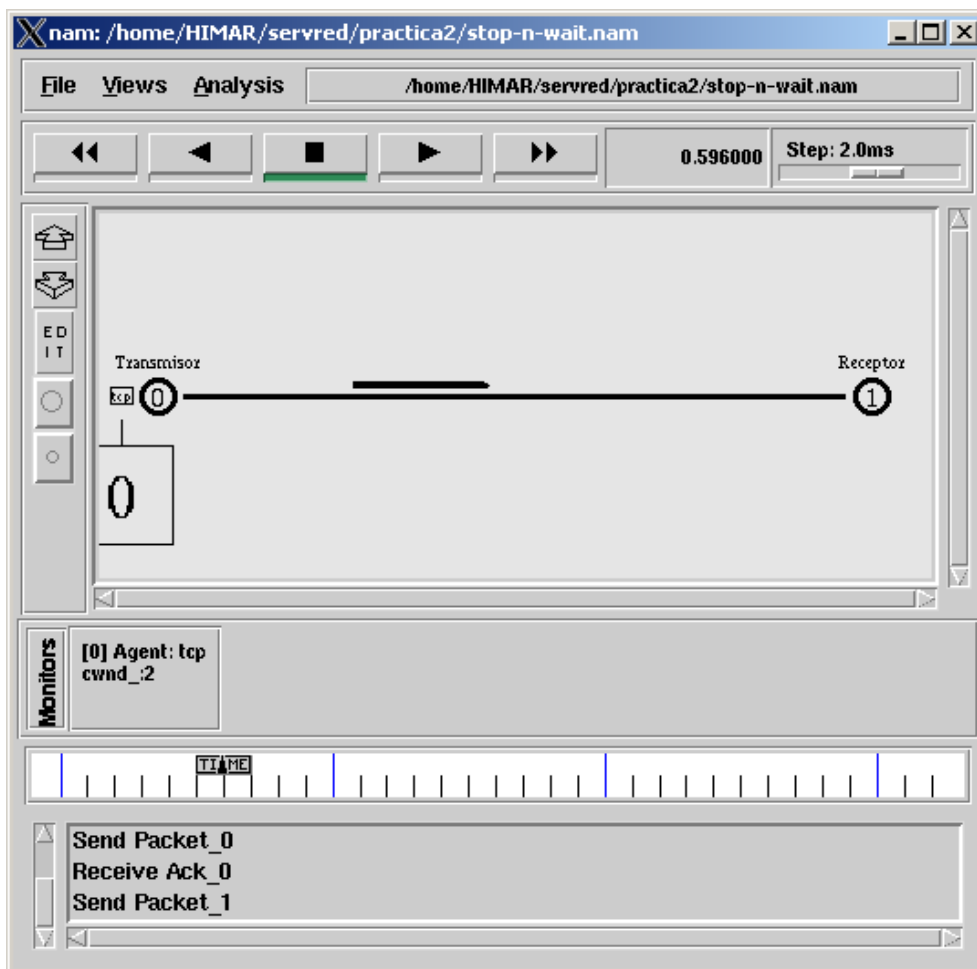 nam: /home/HIMAR/servred/practica2/stop-n-wait.nam
File Views Analysis /home/HIMAR/servred/practica2/stop-n-wait.nam
0.596000 Step: 2.0ms
E D
I T
Transmisor Receptor
tcp 0 1
0
Monitors
[0] Agent: tcp
cwnd_:2
TIME
Send Packet_0
Receive Ack_0
Send Packet_1